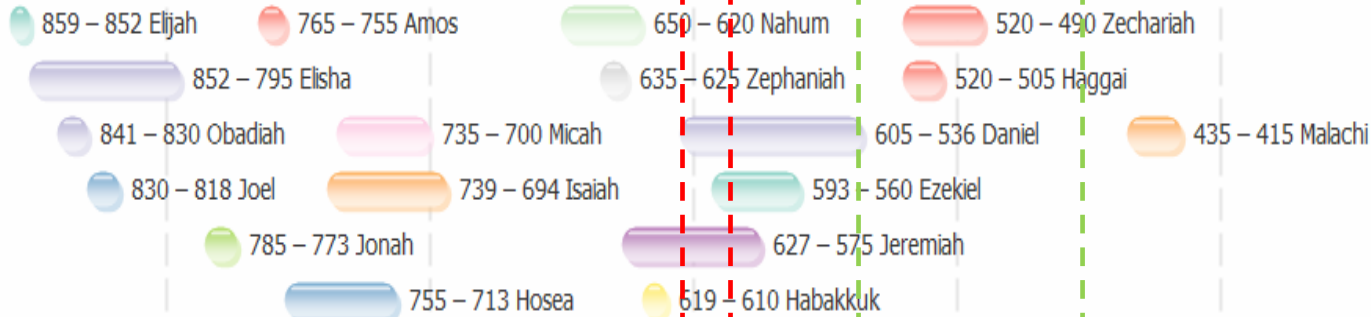 859 – 852 Elijah
765 – 755 Amos
650 – 620 Nahum
520 – 490 Zechariah
852 – 795 Elisha
635 – 625 Zephaniah
520 – 505 Haggai
841 – 830 Obadiah
735 – 700 Micah
605 – 536 Daniel
435 – 415 Malachi
830 – 818 Joel
739 – 694 Isaiah
593 – 560 Ezekiel
785 – 773 Jonah
627 – 575 Jeremiah
755 – 713 Hosea
619 – 610 Habakkuk